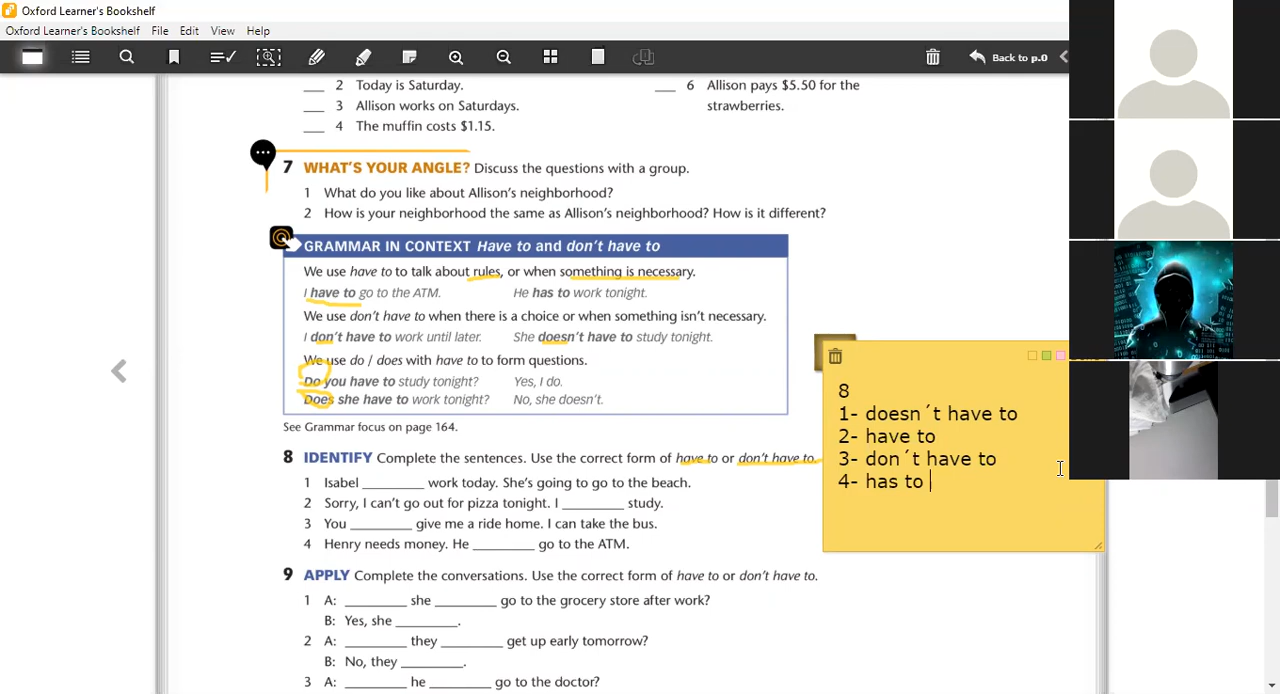 Oxford Learner's Bookshelf
Oxford Learner's Bookshelf File Edit View Help
Back to p.0
___ 2 Today is Saturday.
___ 3 Allison works on Saturdays.
___ 4 The muffin costs $1.15.
___ 6 Allison pays $5.50 for the
strawberries.
7 WHAT'S YOUR ANGLE? Discuss the questions with a group.
1 What do you like about Allison's neighborhood?
2 How is your neighborhood the same as Allison's neighborhood? How is it different?
GRAMMAR IN CONTEXT Have to and don't have to
We use have to to talk about rules, or when something is necessary.
I have to go to the ATM. He has to work tonight.
We use don't have to when there is a choice or when something isn't necessary.
I don't have to work until later. She doesn't have to study tonight.
We use do / does with have to to form questions.
Do you have to study tonight? Yes, I do.
Does she have to work tonight? No, she doesn't.
See Grammar focus on page 164.
8 IDENTIFY Complete the sentences. Use the correct form of have to or don't have to.
1 Isabel ________ work today. She's going to go to the beach.
2 Sorry, I can't go out for pizza tonight. I ________ study.
3 You ________ give me a ride home. I can take the bus.
4 Henry needs money. He ________ go to the ATM.
9 APPLY Complete the conversations. Use the correct form of have to or don't have to.
1 A: ________ she ________ go to the grocery store after work?
B: Yes, she ________.
2 A: ________ they ________ get up early tomorrow?
B: No, they ________.
3 A: ________ he ________ go to the doctor?
8
1- doesn´t have to
2- have to
3- don´t have to
4- has to